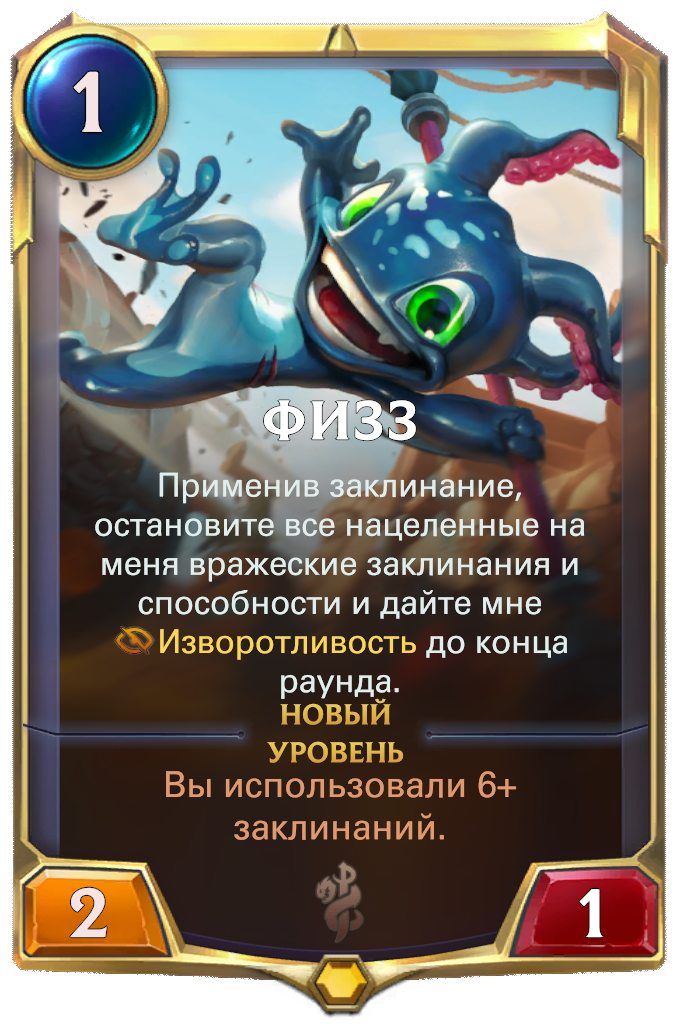 1
ФИЗЗ
Применив заклинание,
остановите все нацеленные на
меня вражеские заклинания и
способности и дайте мне
Изворотливость до конца
раунда.
НОВЫЙ
УРОВЕНЬ
Вы использовали 6+
заклинаний.
2
1